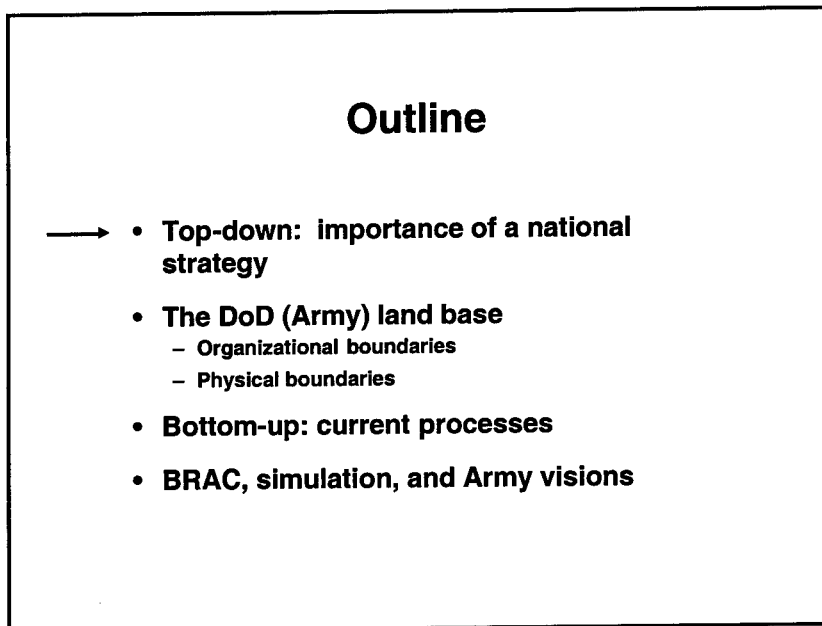 Outline
• Top-down: importance of a national
strategy
• The DoD (Army) land base
– Organizational boundaries
– Physical boundaries
• Bottom-up: current processes
• BRAC, simulation, and Army visions